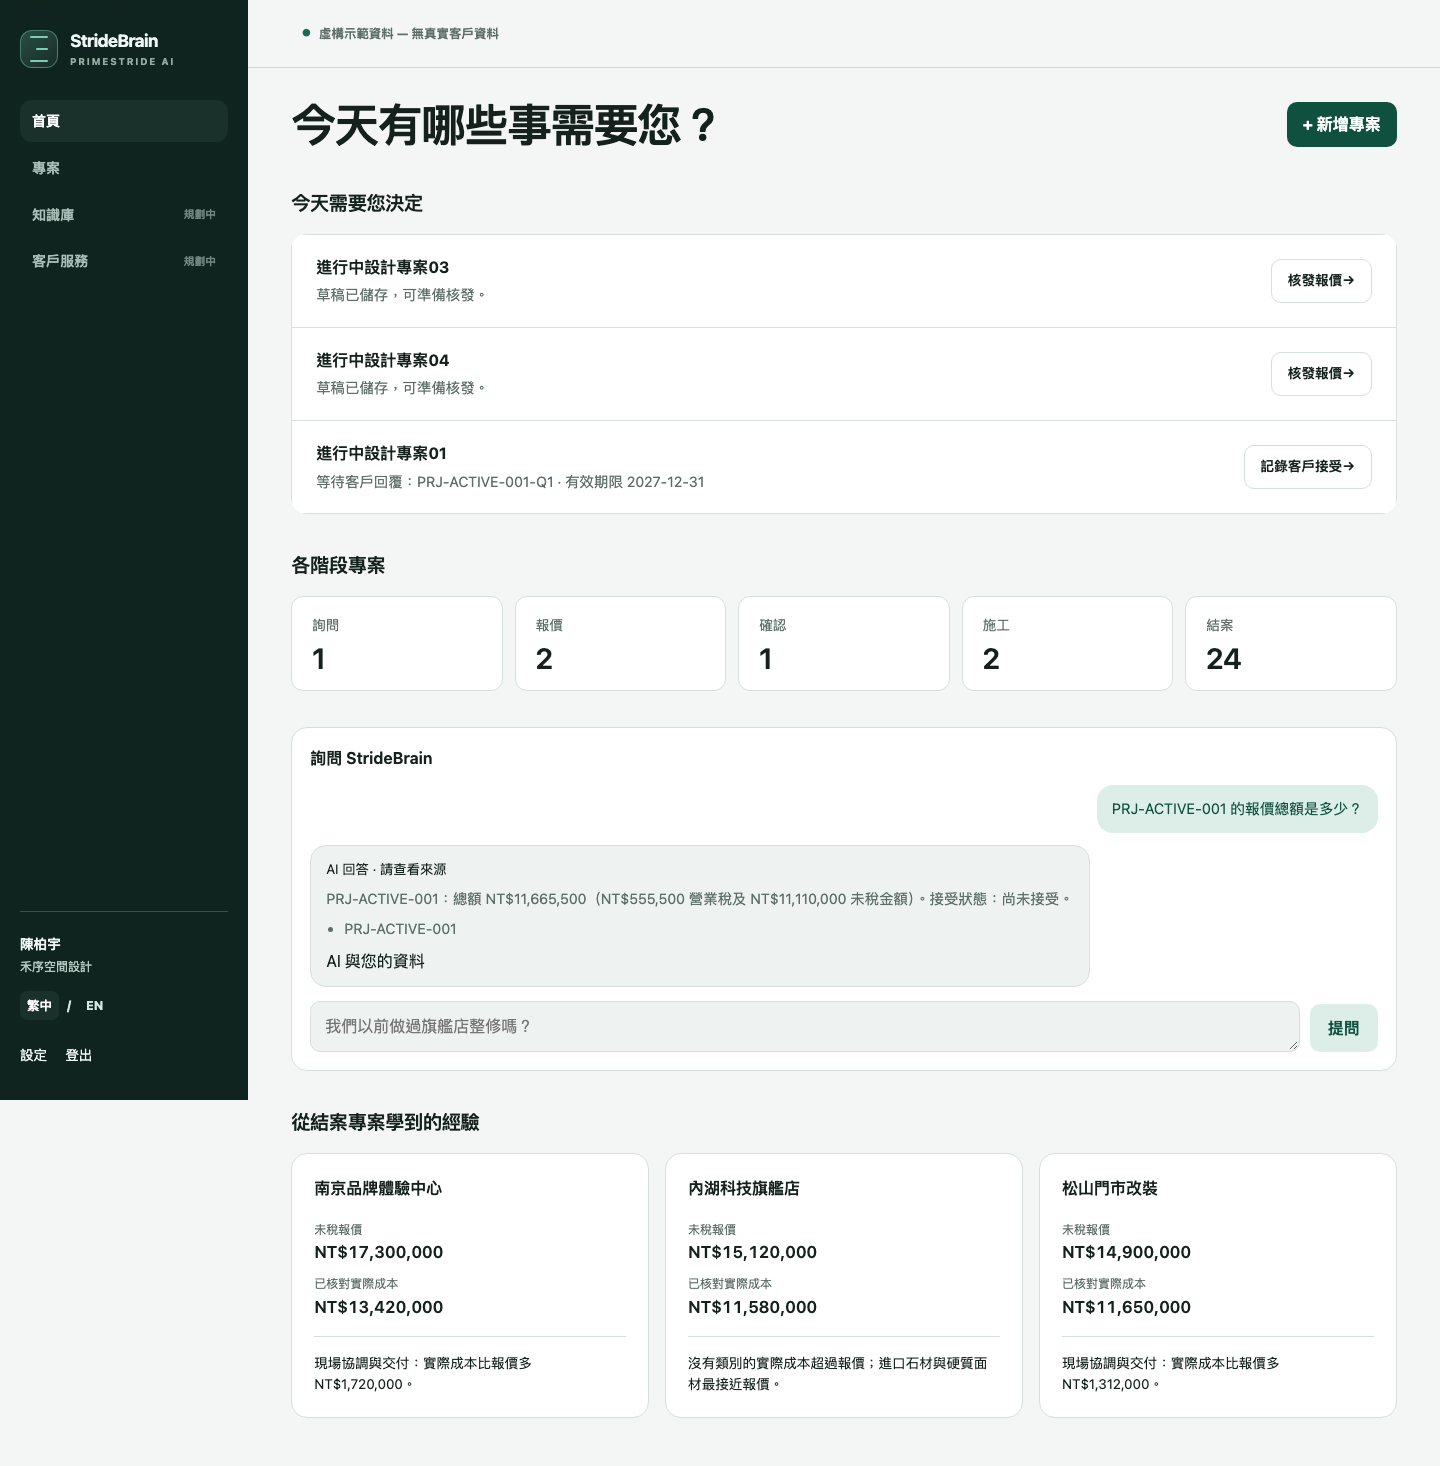 StrideBrain
PRIMESTRIDE AI
首頁
專案
知識庫 規劃中
客戶服務 規劃中
陳柏宇
禾序空間設計
繁中 / EN
設定 登出
虛構示範資料 — 無真實客戶資料
今天有哪些事需要您？
+ 新增專案
今天需要您決定
進行中設計專案03
草稿已儲存，可準備核發。
核發報價→
進行中設計專案04
草稿已儲存，可準備核發。
核發報價→
進行中設計專案01
等待客戶回覆：PRJ-ACTIVE-001-Q1 · 有效期限 2027-12-31
記錄客戶接受→
各階段專案
詢問
1
報價
2
確認
1
施工
2
結案
24
詢問 StrideBrain
PRJ-ACTIVE-001 的報價總額是多少？
AI 回答 · 請查看來源
PRJ-ACTIVE-001：總額 NT$11,665,500（NT$555,500 營業稅及 NT$11,110,000 未稅金額）。接受狀態：尚未接受。
• PRJ-ACTIVE-001
AI 與您的資料
我們以前做過旗艦店整修嗎？
提問
從結案專案學到的經驗
南京品牌體驗中心
未稅報價
NT$17,300,000
已核對實際成本
NT$13,420,000
現場協調與交付：實際成本比報價多
NT$1,720,000。
內湖科技旗艦店
未稅報價
NT$15,120,000
已核對實際成本
NT$11,580,000
沒有類別的實際成本超過報價；進口石材與硬質面
材最接近報價。
松山門市改裝
未稅報價
NT$14,900,000
已核對實際成本
NT$11,650,000
現場協調與交付：實際成本比報價多
NT$1,312,000。